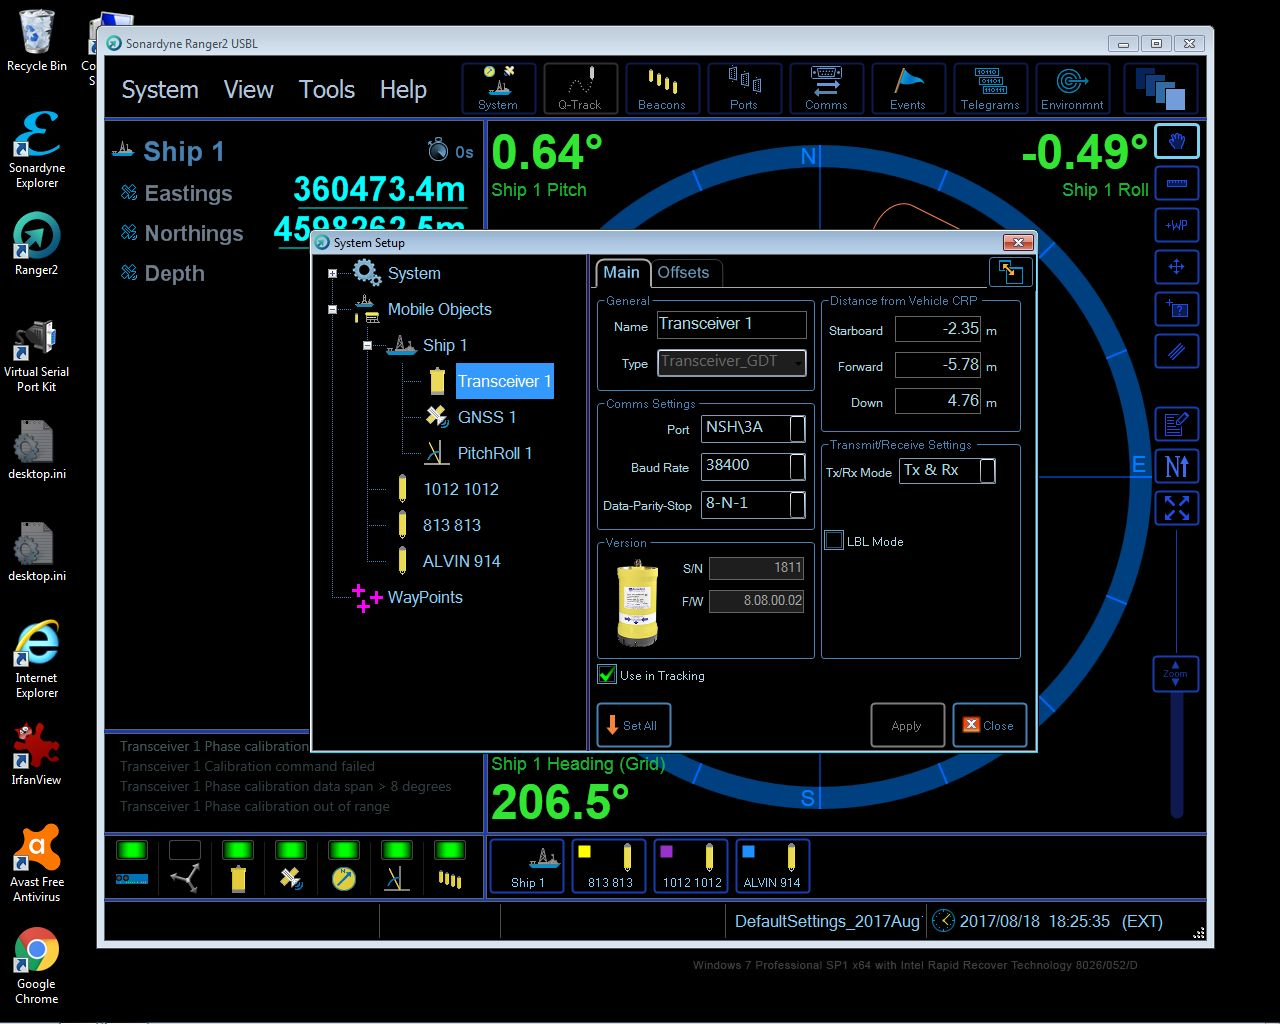 Recycle Bin
Co
S
Sonardyne Explorer
Ranger2
Virtual Serial Port Kit
desktop.ini
desktop.ini
Internet Explorer
IrfanView
Avast Free Antivirus
Google Chrome
Sonardyne Ranger2 USBL
System View Tools Help
System Q-Track Beacons Ports Comms Events Telegrams Environmnt
Ship 1 0s
Eastings 360473.4m
Northings 4598262.5m
Depth
0.64°
Ship 1 Pitch
-0.49°
Ship 1 Roll
N
E
S
+WP
+?
N
Zoom
System Setup
System
Mobile Objects
Ship 1
Transceiver 1
GNSS 1
PitchRoll 1
1012 1012
813 813
ALVIN 914
WayPoints
Main Offsets
General
Name Transceiver 1
Type Transceiver_GDT
Comms Settings
Port NSH\3A
Baud Rate 38400
Data-Parity-Stop 8-N-1
Version
S/N 1811
F/W 8.08.00.02
Use in Tracking
Set All
Distance from Vehicle CRP
Starboard -2.35 m
Forward -5.78 m
Down 4.76 m
Transmit/Receive Settings
Tx/Rx Mode Tx & Rx
LBL Mode
Apply Close
Transceiver 1 Phase calibration
Transceiver 1 Calibration command failed
Transceiver 1 Phase calibration data span > 8 degrees
Transceiver 1 Phase calibration out of range
Ship 1 Heading (Grid)
206.5°
Ship 1 813 813 1012 1012 ALVIN 914
DefaultSettings_2017Aug 2017/08/18 18:25:35 (EXT)
Windows 7 Professional SP1 x64 with Intel Rapid Recover Technology 8026/052/D